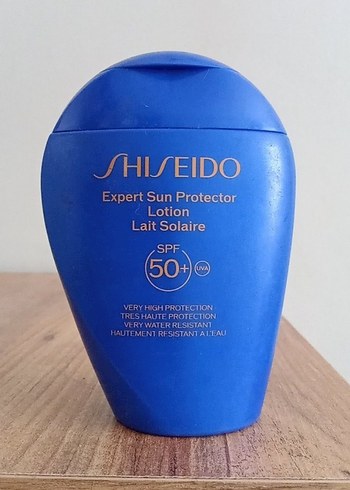 SHISEIDO
Expert Sun Protector
Lotion
Lait Solaire
SPF
50+ UVA
VERY HIGH PROTECTION
TRES HAUTE PROTECTION
VERY WATER RESISTANT
HAUTEMENT RESISTANT A L'EAU